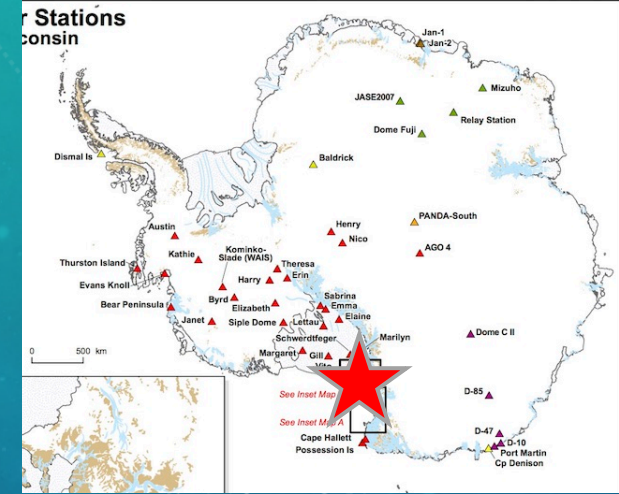 r Stations
consin
Jan-1
Jan-2
Mizuho
JASE2007
Relay Station
Dome Fuji
Baldrick
Dismal Is
PANDA-South
Henry
Nico
AGO 4
Austin
Kathie
Kominko-
Slade (WAIS)
Theresa
Thurston Island
Harry
Erin
Evans Knoll
Byrd
Sabrina
Emma
Bear Peninsula
Elizabeth
Elaine
Janet
Siple Dome
Lettau
Dome C II
Schwerdtfeger
Marilyn
Margaret
Gill
0 500 km
See Inset Map
D-85
See Inset Map A
Cape Hallett
Possession Is
D-47
D-10
Port Martin
Cp Denison